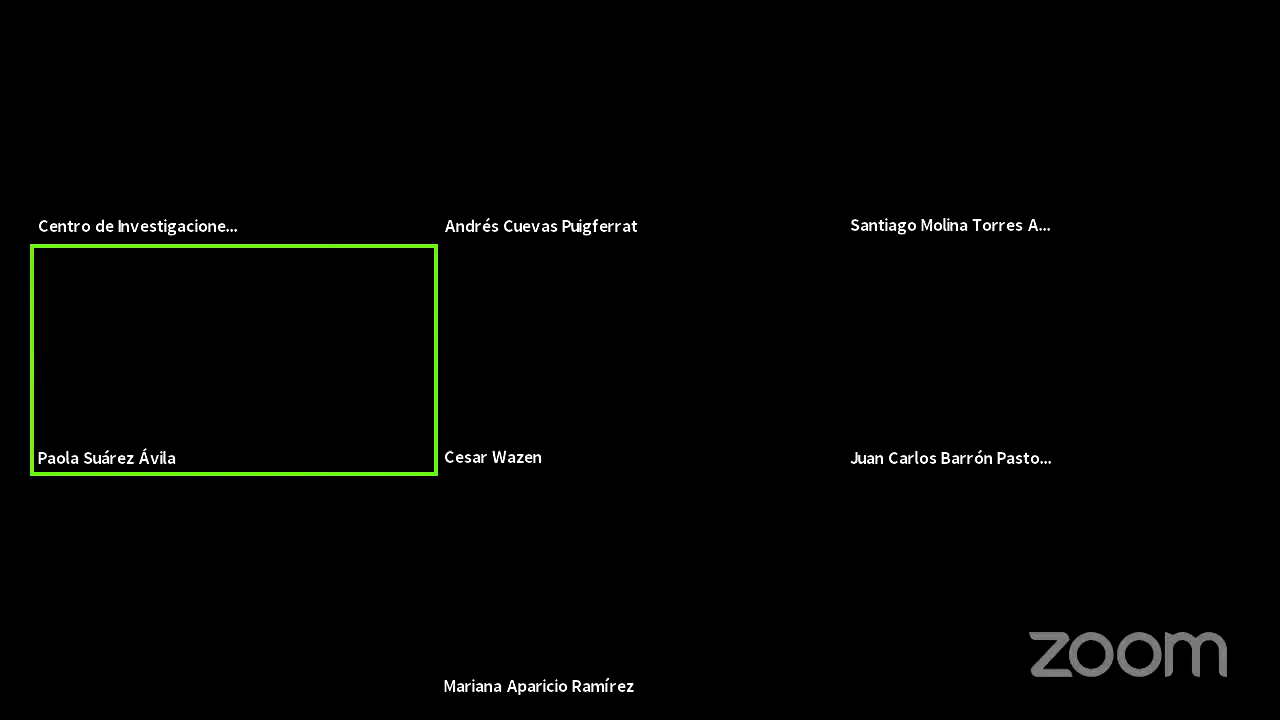 Centro de Investigacione...
Andrés Cuevas Puigferrat
Santiago Molina Torres A...
Paola Suárez Ávila
Cesar Wazen
Juan Carlos Barrón Pasto...
Mariana Aparicio Ramírez
zoom